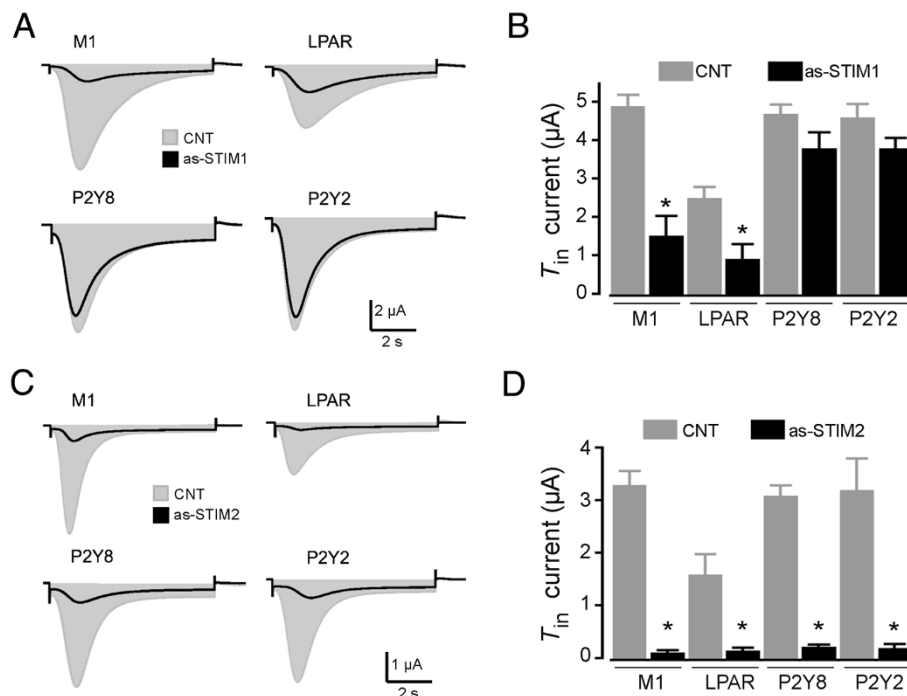 A
M1
LPAR
CNT
as-STIM1
P2Y8
P2Y2
2 µA
2 s
B
CNT
as-STIM1
T in current (µA)
5
4
3
2
1
0
*
*
M1
LPAR
P2Y8
P2Y2
C
M1
LPAR
CNT
as-STIM2
P2Y8
P2Y2
1 µA
2 s
D
CNT
as-STIM2
T in current (µA)
4
3
2
1
0
*
*
*
*
M1
LPAR
P2Y8
P2Y2